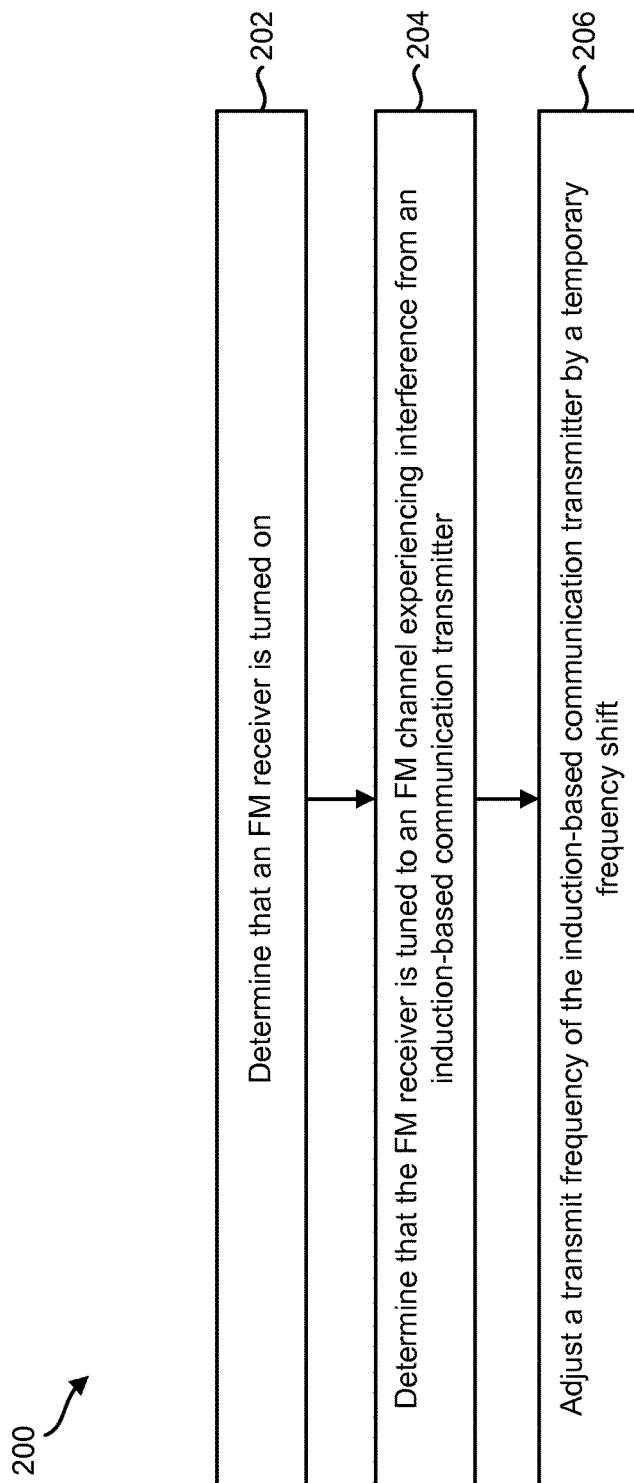 200
Determine that an FM receiver is turned on
202
Determine that the FM receiver is tuned to an FM channel experiencing interference from an
induction-based communication transmitter
204
Adjust a transmit frequency of the induction-based communication transmitter by a temporary
frequency shift
206